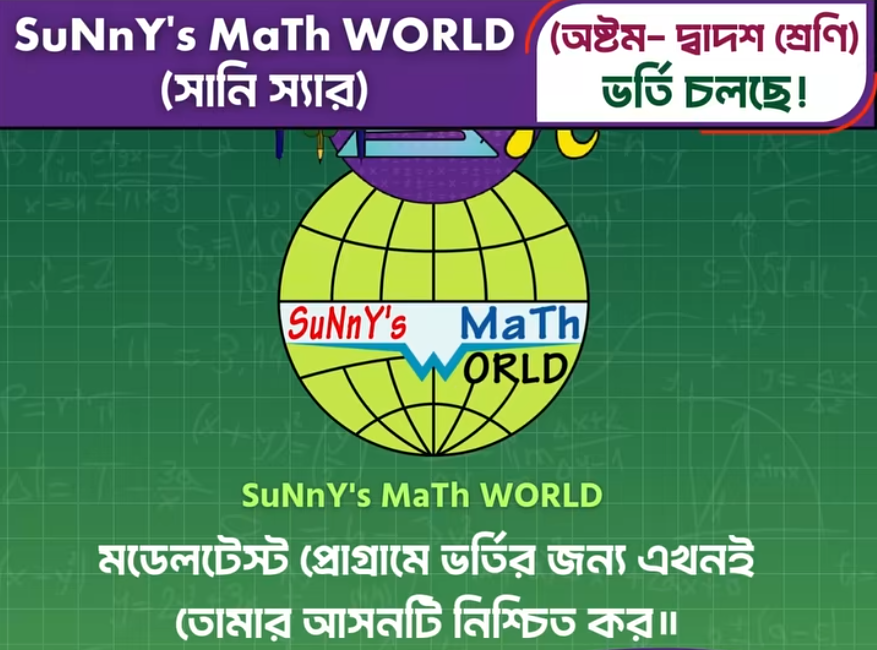 SuNnY's MaTh WORLD
(সানি স্যার)
(অষ্টম- দ্বাদশ শ্রেণি)
ভর্তি চলছে!
SuNnY's MaTh
WORLD
SuNnY's MaTh WORLD
মডেলটেস্ট প্রোগ্রামে ভর্তির জন্য এখনই
তোমার আসনটি নিশ্চিত কর॥